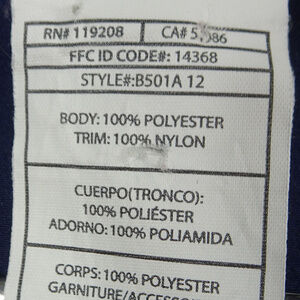 RN# 119208 CA#
FFC ID CODE#: 14368
STYLE#:B501A 12
BODY: 100% POLYESTER
TRIM: 100% NYLON
CUERPO(TRONCO):
100% POLIÉSTER
ADORNO: 100% POLIAMIDA
CORPS: 100% POLYESTER